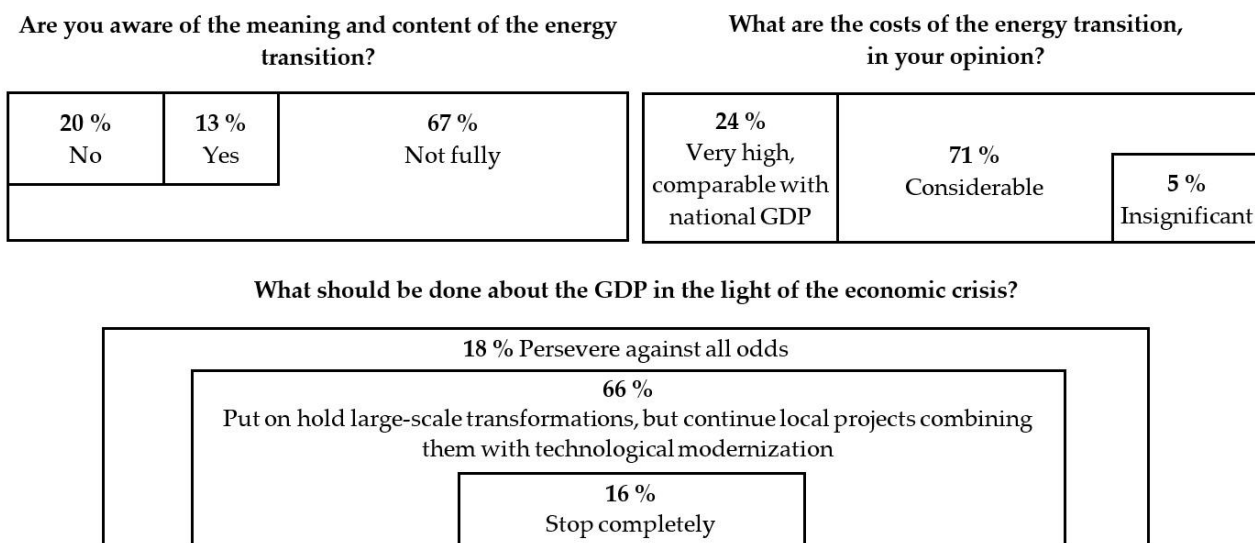 Are you aware of the meaning and content of the energy
transition?
20 %
No
13 %
Yes
67 %
Not fully
What are the costs of the energy transition,
in your opinion?
24 %
Very high,
comparable with
national GDP
71 %
Considerable
5 %
Insignificant
What should be done about the GDP in the light of the economic crisis?
18 % Persevere against all odds
66 %
Put on hold large-scale transformations, but continue local projects combining
them with technological modernization
16 %
Stop completely